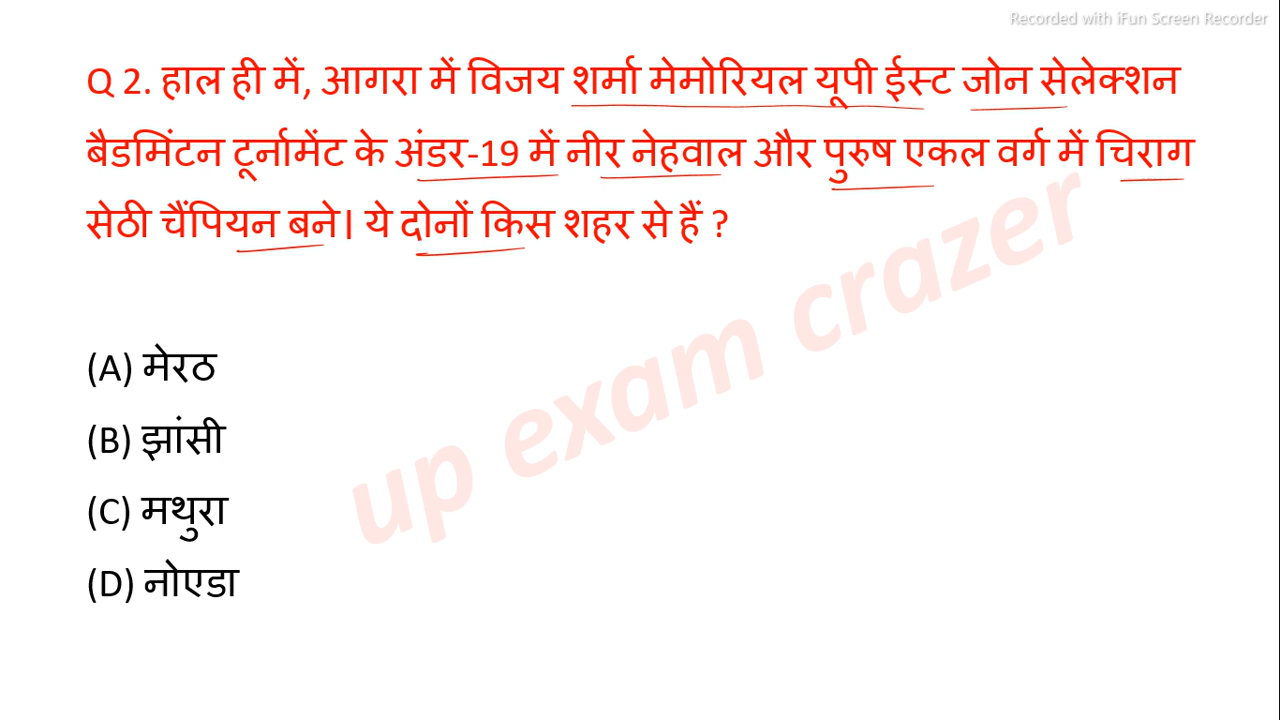 Recorded with iFun Screen Recorder
Q 2. हाल ही में, आगरा में विजय शर्मा मेमोरियल यूपी ईस्ट जोन सेलेक्शन
बैडमिंटन टूर्नामेंट के अंडर-19 में नीर नेहवाल और पुरुष एकल वर्ग में चिराग
सेठी चैंपियन बने। ये दोनों किस शहर से हैं ?
up exam crazer
(A) मेरठ
(B) झांसी
(C) मथुरा
(D) नोएडा